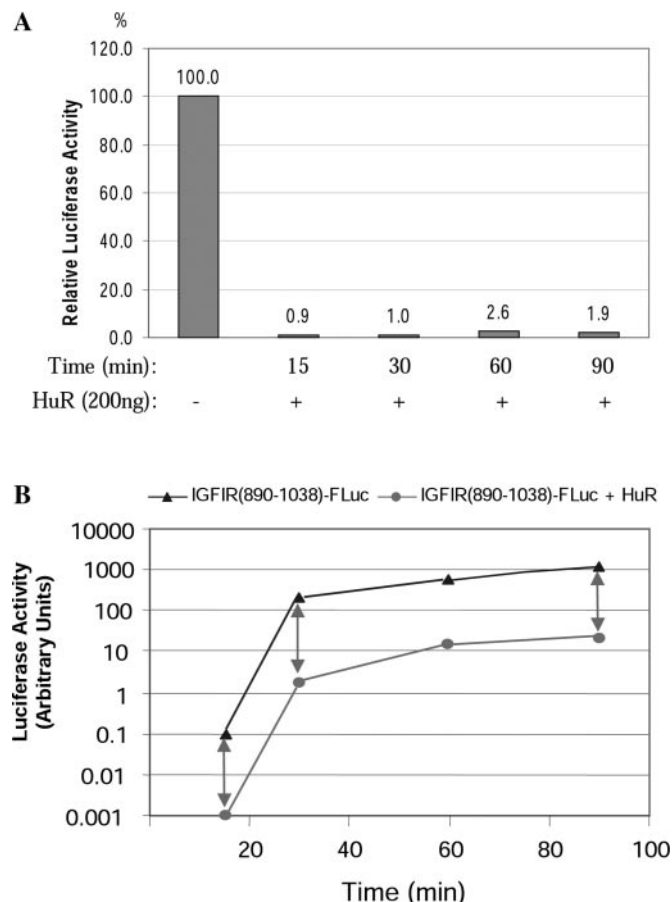 A
%
120.0
100.0
80.0
60.0
40.0
20.0
0.0
Relative Luciferase Activity
100.0
0.9
1.0
2.6
1.9
Time (min): 15 30 60 90
HuR (200ng): - + + + +
B
IGFIR(890-1038)-FLuc IGFIR(890-1038)-FLuc + HuR
10000
1000
100
10
1
0.1
0.01
0.001
Luciferase Activity
(Arbitrary Units)
20 40 60 80 100
Time (min)